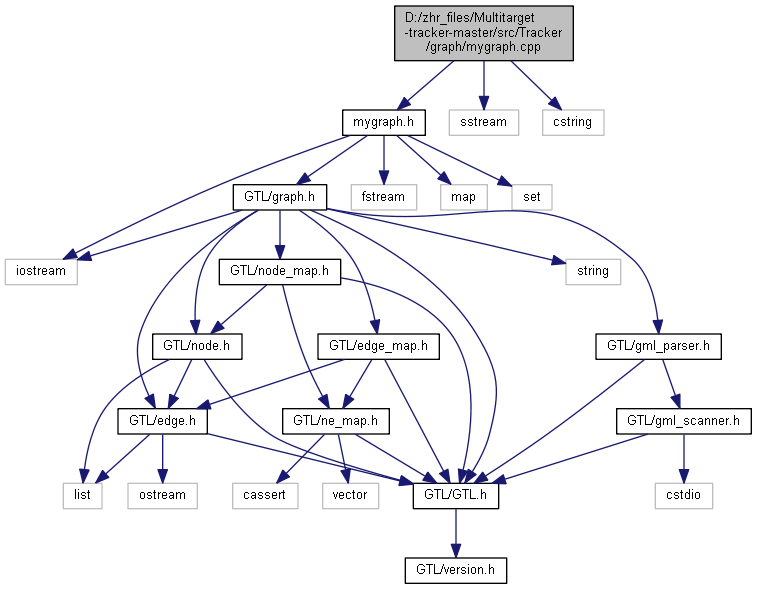 D:/zhr_files/Multitarget
-tracker-master/src/Tracker
/graph/mygraph.cpp
mygraph.h
sstream
cstring
GTL/graph.h
fstream
map
set
iostream
GTL/node_map.h
string
GTL/node.h
GTL/edge_map.h
GTL/gml_parser.h
GTL/edge.h
GTL/ne_map.h
GTL/gml_scanner.h
list
ostream
cassert
vector
GTL/GTL.h
cstdio
GTL/version.h